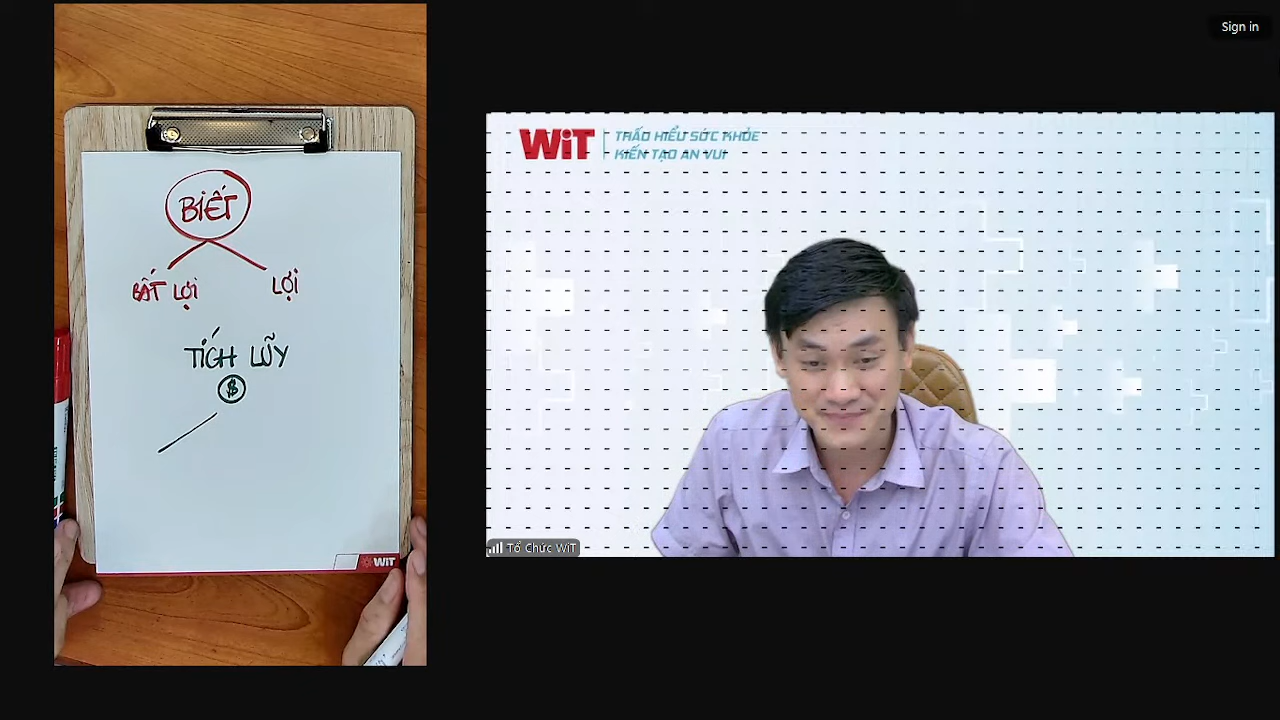 Sign in
BIẾT
BẤT LỢI
LỢI
TÍCH LŨY
$
WiT
WiT
THẤU HIỂU SỨC KHỎE
KIẾN TẠO AN VUI
Tổ Chức WiT